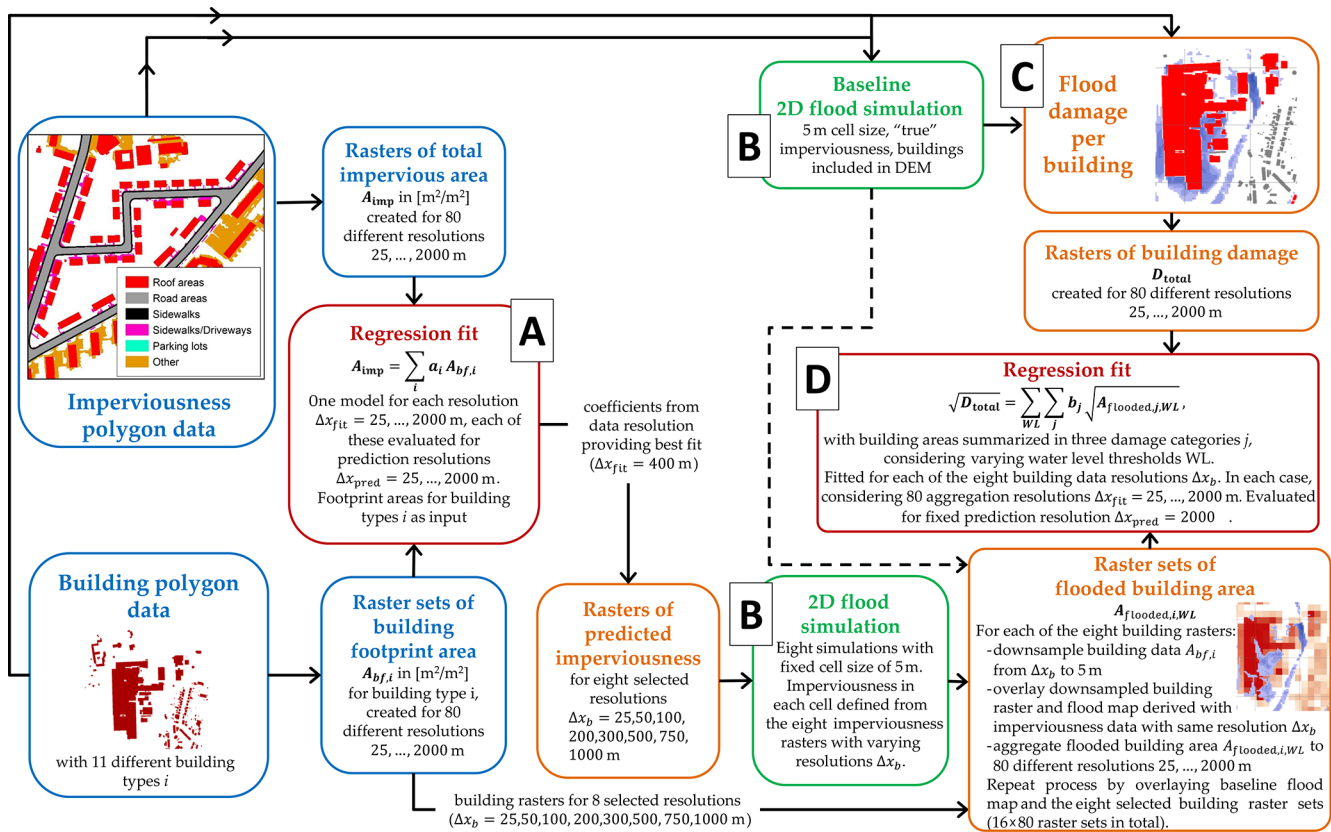 Roof areas
Road areas
Sidewalks
Sidewalks/Driveways
Parking lots
Other
Imperviousness
polygon data
Rasters of total
impervious area
A_imp in [m²/m²]
created for 80
different resolutions
25, …, 2000 m
A
Regression fit
A_imp = ∑_i a_i A_bf,i
One model for each resolution
Δx_fit = 25, …, 2000 m, each of
these evaluated for
prediction resolutions
Δx_pred = 25, …, 2000 m.
Footprint areas for building
types i as input
coefficients from
data resolution
providing best fit
(Δx_fit = 400 m)
Building polygon
data
with 11 different building
types i
Raster sets of
building
footprint area
A_bf,i in [m²/m²]
for building type i,
created for 80
different resolutions
25, …, 2000 m
Rasters of
predicted
imperviousness
for eight selected
resolutions
Δx_b = 25,50,100,
200,300,500, 750,
1000 m
building rasters for 8 selected resolutions
(Δx_b = 25,50,100, 200,300,500, 750,1000 m)
B
Baseline
2D flood simulation
5 m cell size, “true”
imperviousness, buildings
included in DEM
B
2D flood
simulation
Eight simulations with
fixed cell size of 5 m.
Imperviousness in
each cell defined from
the eight imperviousness
rasters with varying
resolutions Δx_b.
C
Flood
damage
per
building
Rasters of building damage
D_total
created for 80 different resolutions
25, …, 2000 m
D
Regression fit
√D_total = ∑_WL ∑_j b_j √A_flooded,j,WL,
with building areas summarized in three damage categories j,
considering varying water level thresholds WL.
Fitted for each of the eight building data resolutions Δx_b. In each case,
considering 80 aggregation resolutions Δx_fit = 25, …, 2000 m. Evaluated
for fixed prediction resolution Δx_pred = 2000 .
Raster sets of
flooded building area
A_flooded,i,WL
For each of the eight building rasters:
-downsample building data A_bf,i
from Δx_b to 5 m
-overlay downsampled building
raster and flood map derived with
imperviousness data with same resolution Δx_b
-aggregate flooded building area A_flooded,i,WL to
80 different resolutions 25, …, 2000 m
Repeat process by overlaying baseline flood
map and the eight selected building raster sets
(16×80 raster sets in total).